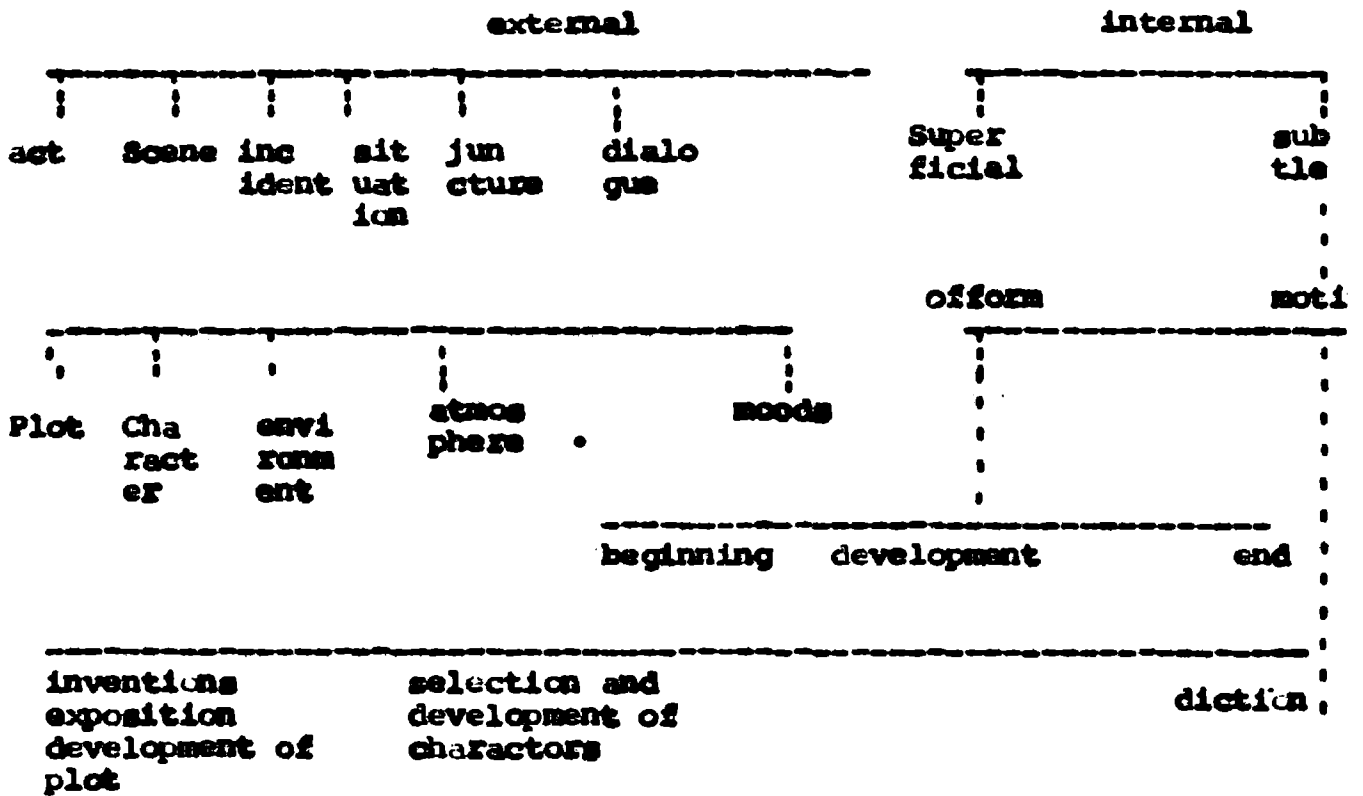 external internal
act Scene inc sit jun dialo Super sub
ident uat cture gue ficial tle
ion
ofform moti
Plot Cha envi atmos moods
ract ronm phere
er ent
beginning development end
inventions selection and diction
exposition development of
development of charactors
plot